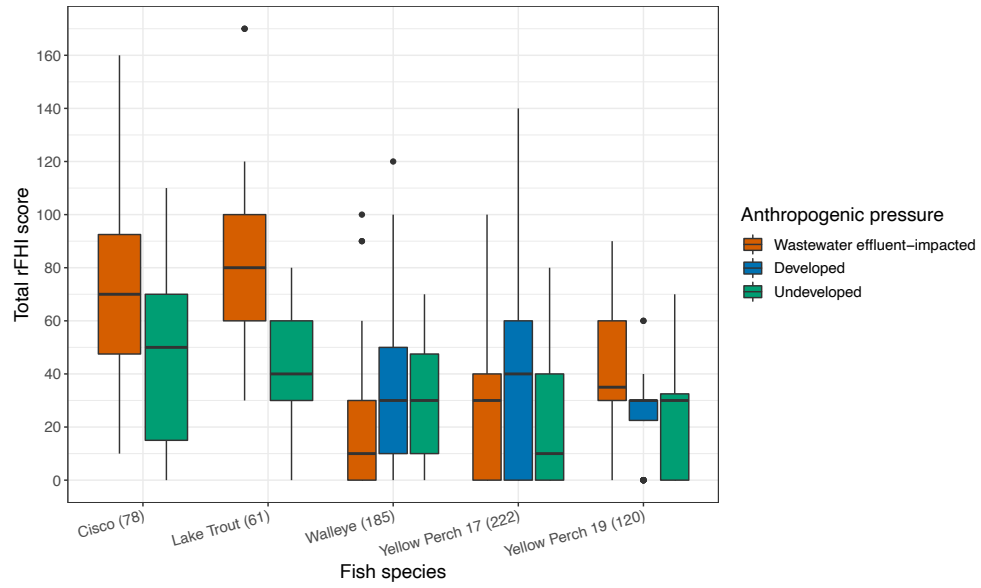 Total rFHI score
160
140
120
100
80
60
40
20
0
Cisco (78)
Lake Trout (61)
Walleye (185)
Yellow Perch 17 (222)
Yellow Perch 19 (120)
Fish species
Anthropogenic pressure
Wastewater effluent−impacted
Developed
Undeveloped